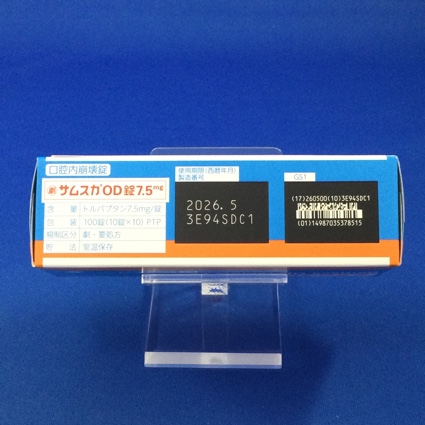 口腔内崩壊錠
劇 サムスカOD錠7.5mg
含 量 トルバプタン7.5mg/錠
包 装 100錠(10錠×10) PTP
規制区分 劇・要処方
貯 法 室温保存
使用期限(西暦年月)
製造番号
2026.5
3E94SDC1
GS1
(17)260500(10)3E94SDC1
(01)14987035378515